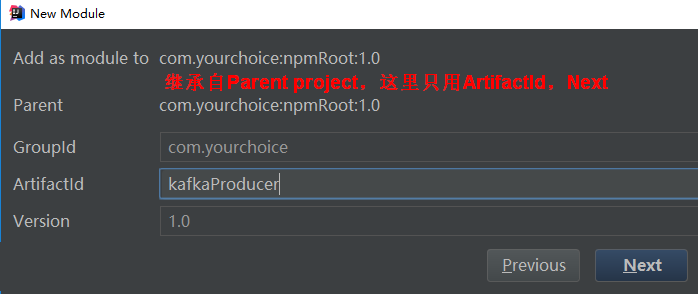 New Module
Add as module to com.yourchoice:npmRoot:1.0
继承自Parent project，这里只用ArtifactId，Next
Parent com.yourchoice:npmRoot:1.0
GroupId com.yourchoice
ArtifactId kafkaProducer
Version 1.0
Previous Next